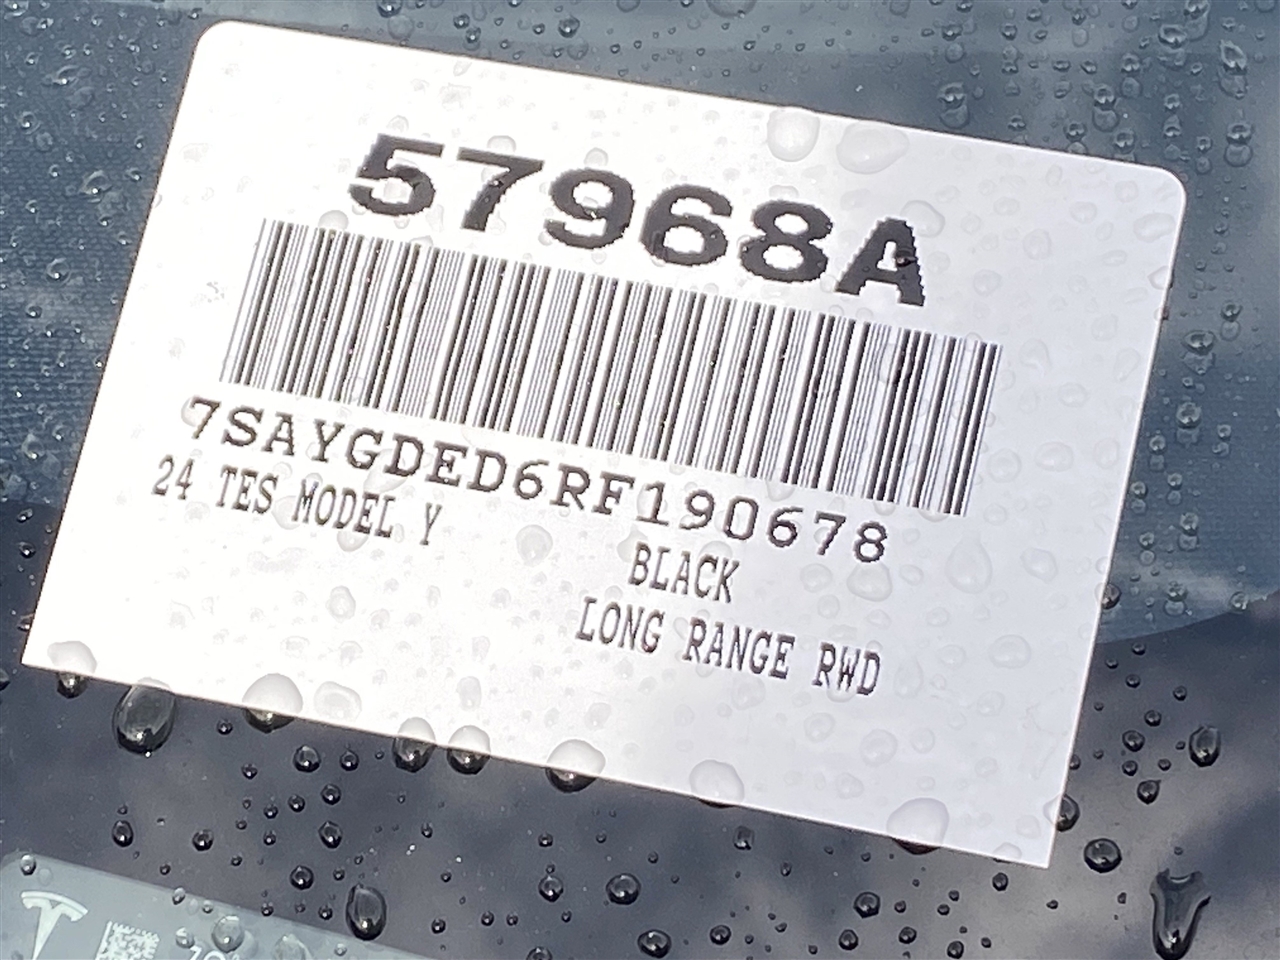 57968A
7SAYGDED6RF190678
24 TES MODEL Y
BLACK
LONG RANGE RWD